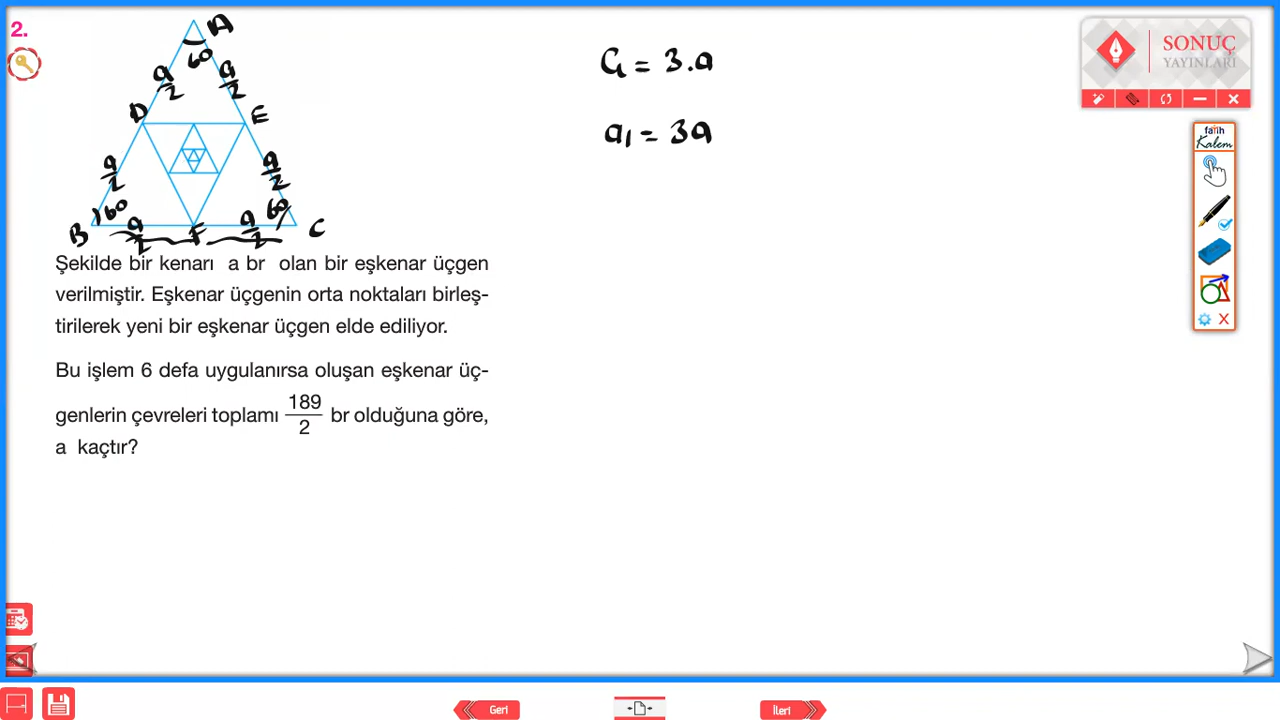 2.
A
60
a/2
a/2
D
E
a/2
a/2
60
60
a/2
a/2
B
F
C
Ç₁ = 3.a
a₁ = 3a
Şekilde bir kenarı a br olan bir eşkenar üçgen
verilmiştir. Eşkenar üçgenin orta noktaları birleş-
tirilerek yeni bir eşkenar üçgen elde ediliyor.
Bu işlem 6 defa uygulanırsa oluşan eşkenar üç-
genlerin çevreleri toplamı 189/2 br olduğuna göre,
a kaçtır?
SONUÇ
YAYINLARI
fatih
Kalem
Geri
İleri